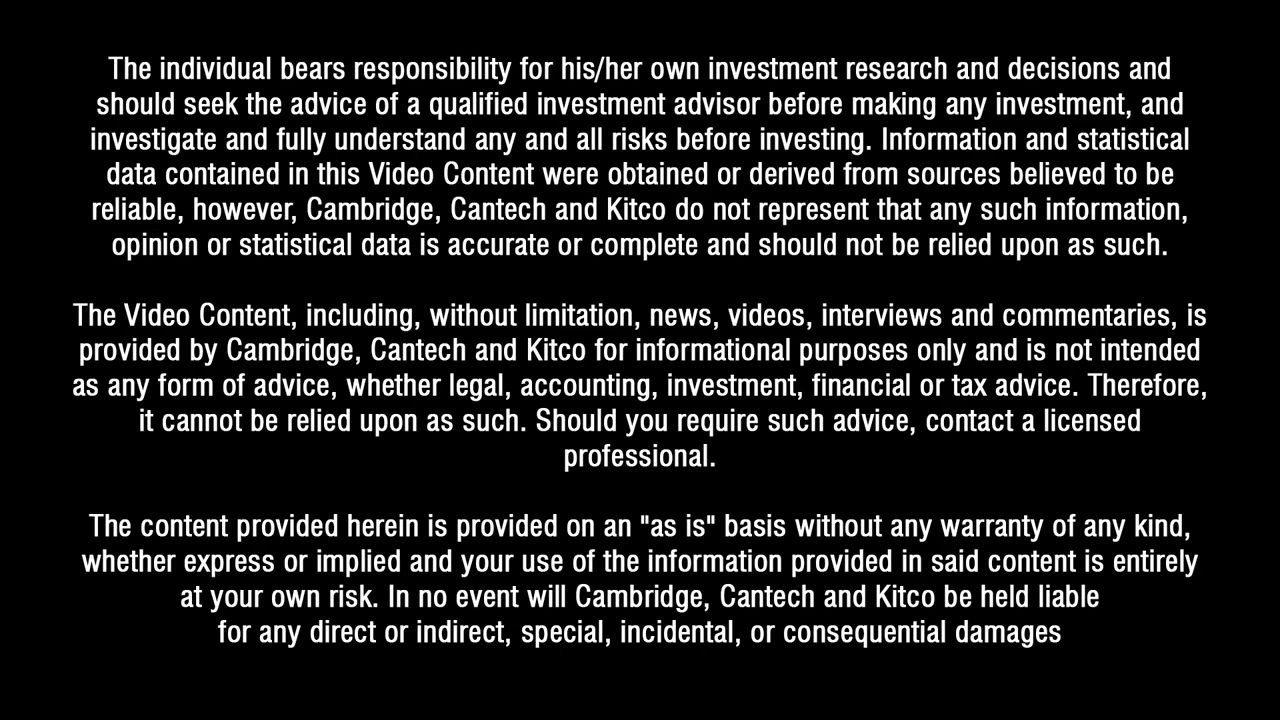 The individual bears responsibility for his/her own investment research and decisions and
should seek the advice of a qualified investment advisor before making any investment, and
investigate and fully understand any and all risks before investing. Information and statistical
data contained in this Video Content were obtained or derived from sources believed to be
reliable, however, Cambridge, Cantech and Kitco do not represent that any such information,
opinion or statistical data is accurate or complete and should not be relied upon as such.
The Video Content, including, without limitation, news, videos, interviews and commentaries, is
provided by Cambridge, Cantech and Kitco for informational purposes only and is not intended
as any form of advice, whether legal, accounting, investment, financial or tax advice. Therefore,
it cannot be relied upon as such. Should you require such advice, contact a licensed
professional.
The content provided herein is provided on an "as is" basis without any warranty of any kind,
whether express or implied and your use of the information provided in said content is entirely
at your own risk. In no event will Cambridge, Cantech and Kitco be held liable
for any direct or indirect, special, incidental, or consequential damages